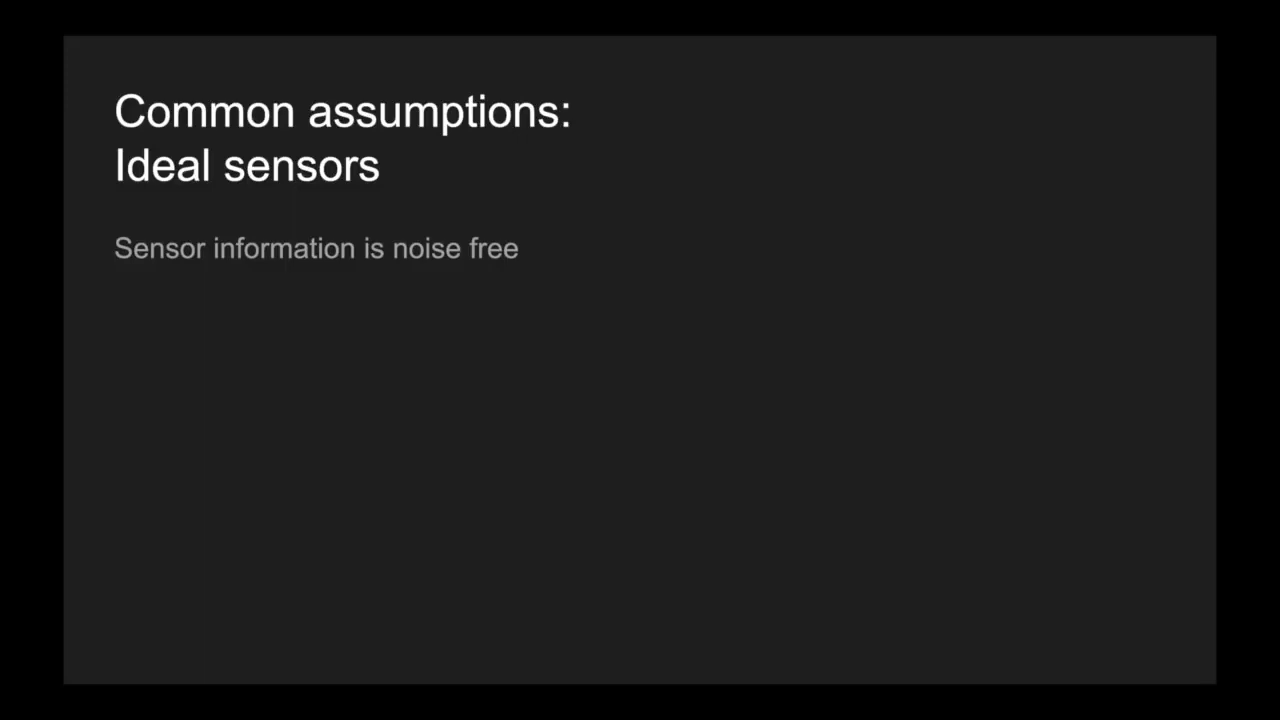 Common assumptions:
Ideal sensors
Sensor information is noise free